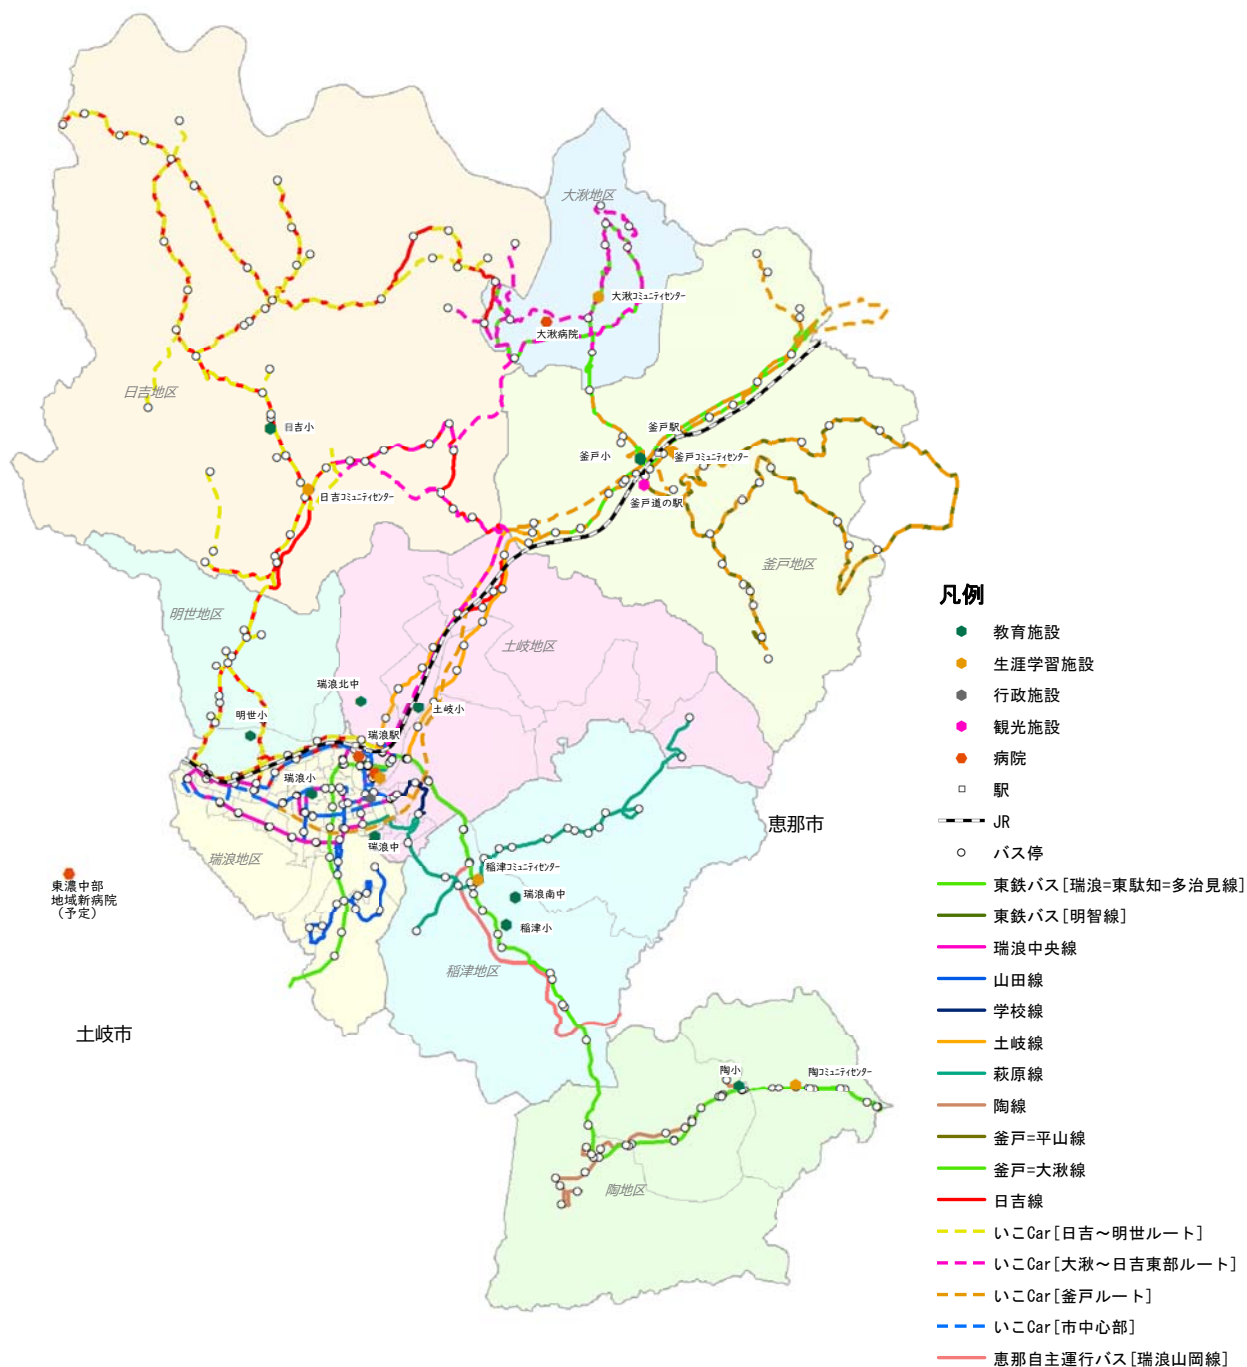 大湫地区
大湫コミュニティセンター
大湫病院
日吉地区
日吉小
釜戸駅
釜戸小
釜戸コミュニティセンター
釜戸道の駅
日吉コミュニティセンター
釜戸地区
明世地区
土岐地区
瑞浪北中
土岐小
明世小
瑞浪駅
瑞浪小
恵那市
瑞浪中
瑞浪地区
稲津コミュニティセンター
瑞浪南中
稲津小
東濃中部
地域新病院
(予定)
稲津地区
土岐市
陶小
陶コミュニティセンター
陶地区
凡例
教育施設
生涯学習施設
行政施設
観光施設
病院
駅
JR
バス停
東鉄バス[瑞浪=東駄知=多治見線]
東鉄バス[明智線]
瑞浪中央線
山田線
学校線
土岐線
萩原線
陶線
釜戸=平山線
釜戸=大湫線
日吉線
いこCar[日吉～明世ルート]
いこCar[大湫～日吉東部ルート]
いこCar[釜戸ルート]
いこCar[市中心部]
恵那自主運行バス[瑞浪山岡線]